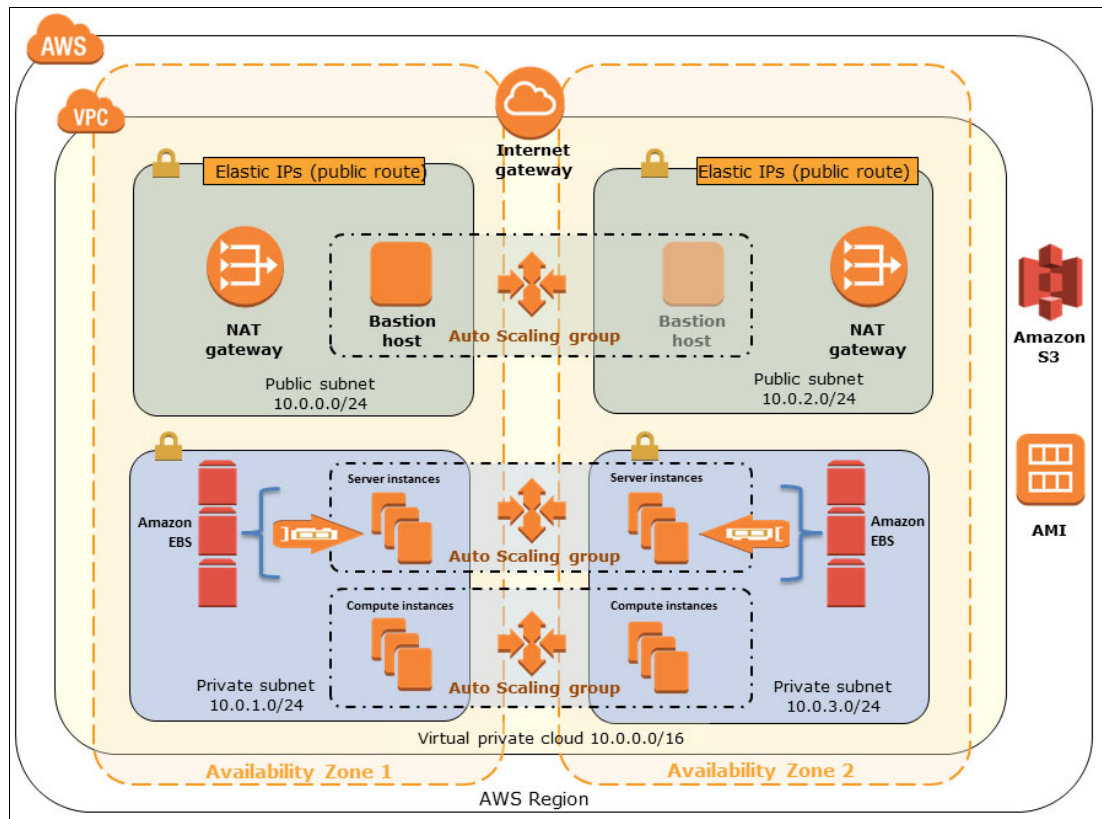 AWS
VPC
Internet
gateway
Elastic IPs (public route)
Elastic IPs (public route)
NAT
gateway
Bastion
host
Auto Scaling group
Bastion
host
NAT
gateway
Public subnet
10.0.0.0/24
Public subnet
10.0.2.0/24
Amazon
S3
AMI
Amazon
EBS
Server instances
Auto Scaling group
Server instances
Amazon
EBS
Compute instances
Auto Scaling group
Compute instances
Private subnet
10.0.1.0/24
Private subnet
10.0.3.0/24
Virtual private cloud 10.0.0.0/16
Availability Zone 1
Availability Zone 2
AWS Region